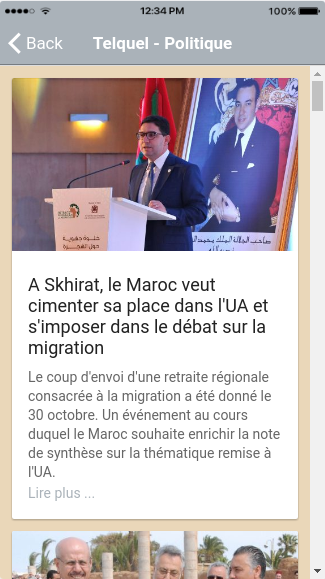 12:34 PM
100%
Back
Telquel - Politique
A Skhirat, le Maroc veut
cimenter sa place dans l'UA et
s'imposer dans le débat sur la
migration
Le coup d'envoi d'une retraite régionale
consacrée à la migration a été donné le
30 octobre. Un événement au cours
duquel le Maroc souhaite enrichir la note
de synthèse sur la thématique remise à
l'UA.
Lire plus ...